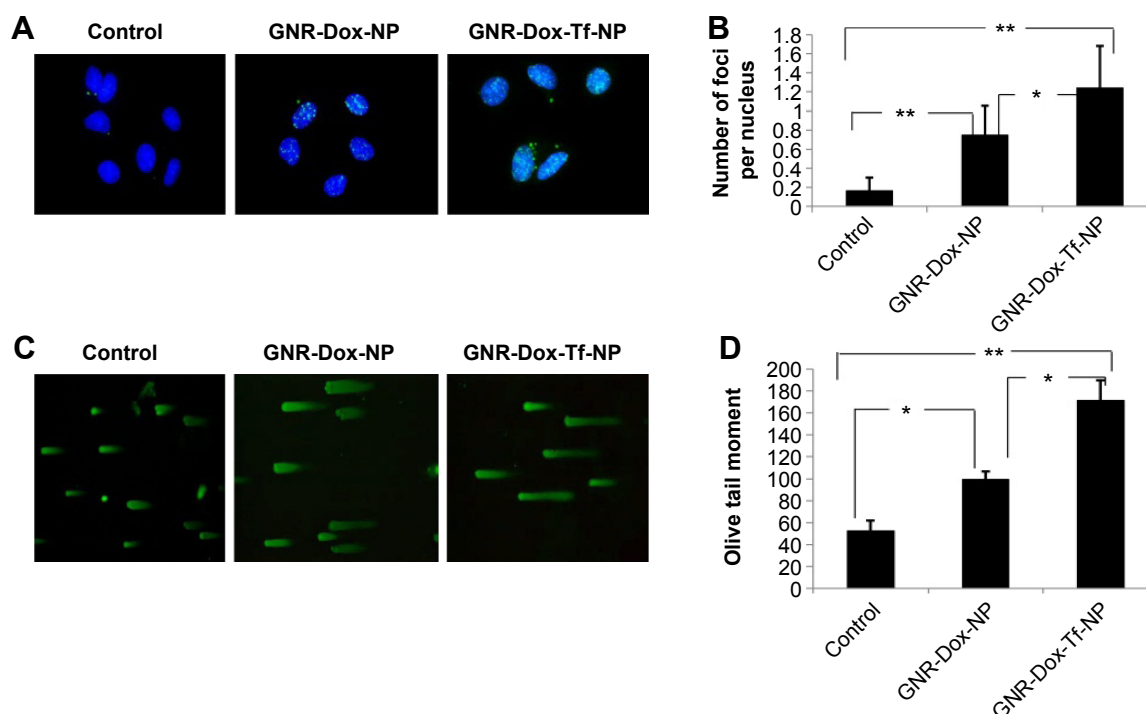 A
Control
GNR-Dox-NP
GNR-Dox-Tf-NP
B
Number of foci
per nucleus
1.8
1.6
1.4
1.2
1
0.8
0.6
0.4
0.2
0
**
**
*
Control
GNR-Dox-NP
GNR-Dox-Tf-NP
C
Control
GNR-Dox-NP
GNR-Dox-Tf-NP
D
Olive tail moment
200
180
160
140
120
100
80
60
40
20
0
**
*
*
Control
GNR-Dox-NP
GNR-Dox-Tf-NP